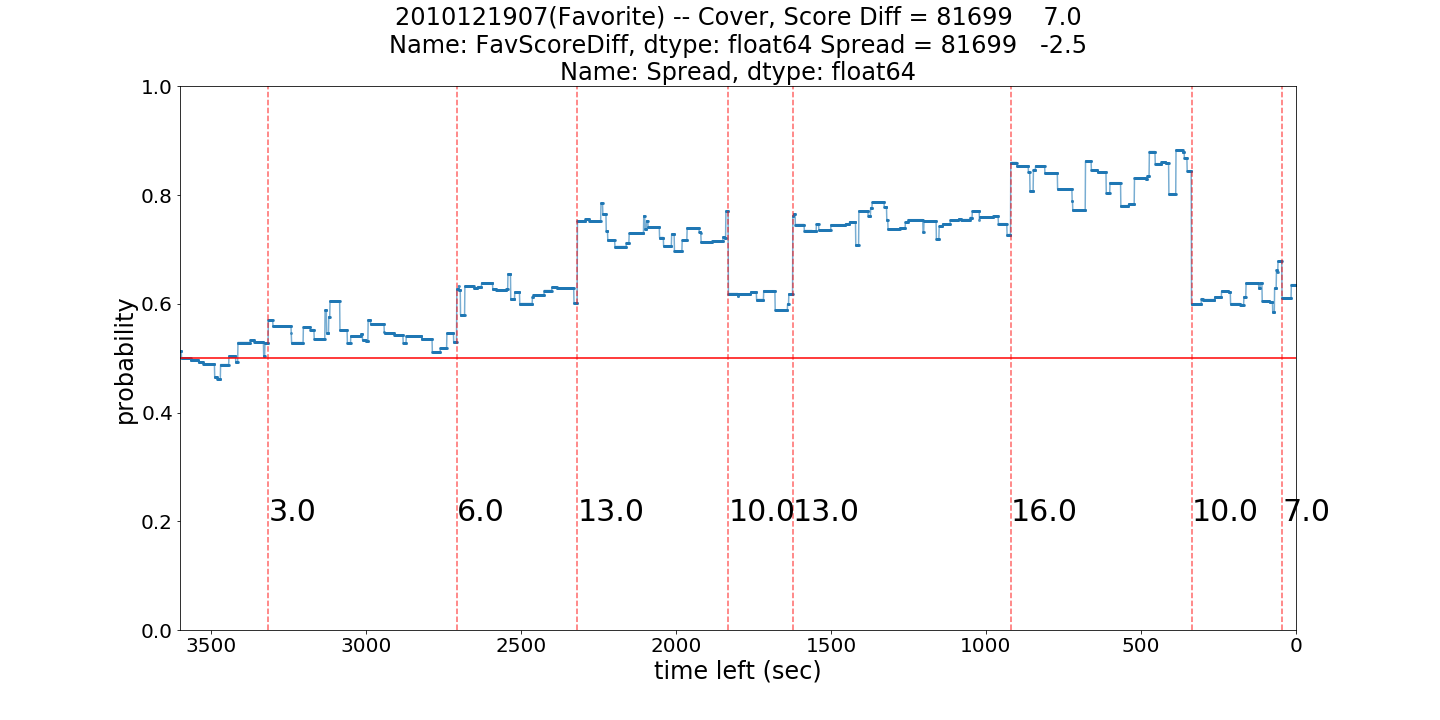 2010121907(Favorite) -- Cover, Score Diff = 81699    7.0
Name: FavScoreDiff, dtype: float64 Spread = 81699   -2.5
Name: Spread, dtype: float64
1.0
0.8
0.6
0.4
0.2
0.0
probability
3.0
6.0
13.0
10.0
13.0
16.0
10.0
7.0
3500 3000 2500 2000 1500 1000 500 0
time left (sec)